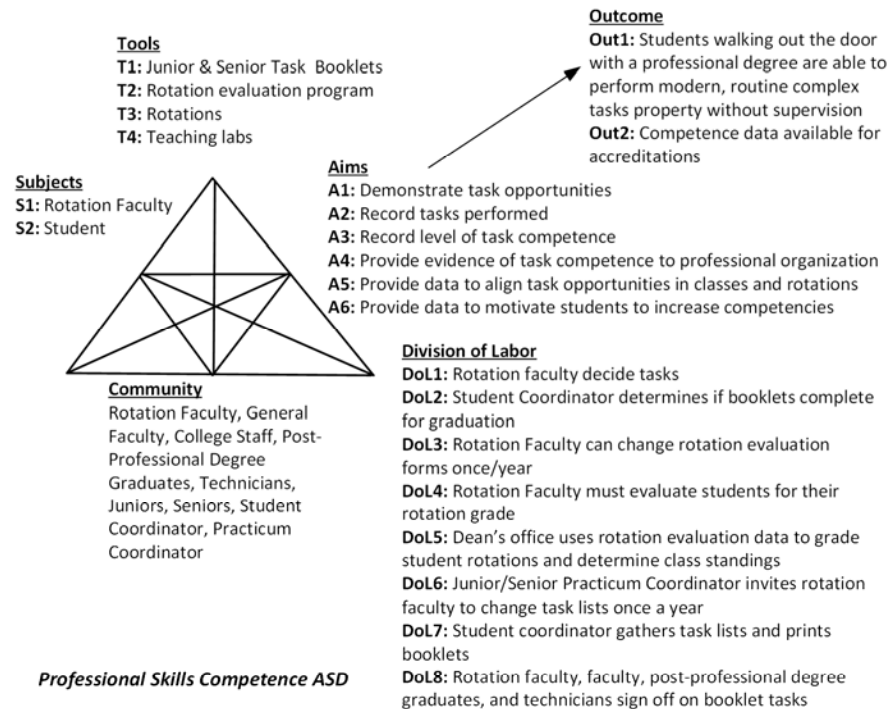 Tools
T1: Junior & Senior Task Booklets
T2: Rotation evaluation program
T3: Rotations
T4: Teaching labs
Outcome
Out1: Students walking out the door
with a professional degree are able to
perform modern, routine complex
tasks property without supervision
Out2: Competence data available for
accreditations
Subjects
S1: Rotation Faculty
S2: Student
Aims
A1: Demonstrate task opportunities
A2: Record tasks performed
A3: Record level of task competence
A4: Provide evidence of task competence to professional organization
A5: Provide data to align task opportunities in classes and rotations
A6: Provide data to motivate students to increase competencies
Community
Rotation Faculty, General
Faculty, College Staff, Post-
Professional Degree
Graduates, Technicians,
Juniors, Seniors, Student
Coordinator, Practicum
Coordinator
Division of Labor
DoL1: Rotation faculty decide tasks
DoL2: Student Coordinator determines if booklets complete
for graduation
DoL3: Rotation Faculty can change rotation evaluation
forms once/year
DoL4: Rotation Faculty must evaluate students for their
rotation grade
DoL5: Dean's office uses rotation evaluation data to grade
student rotations and determine class standings
DoL6: Junior/Senior Practicum Coordinator invites rotation
faculty to change task lists once a year
DoL7: Student coordinator gathers task lists and prints
booklets
DoL8: Rotation faculty, faculty, post-professional degree
graduates, and technicians sign off on booklet tasks
Professional Skills Competence ASD